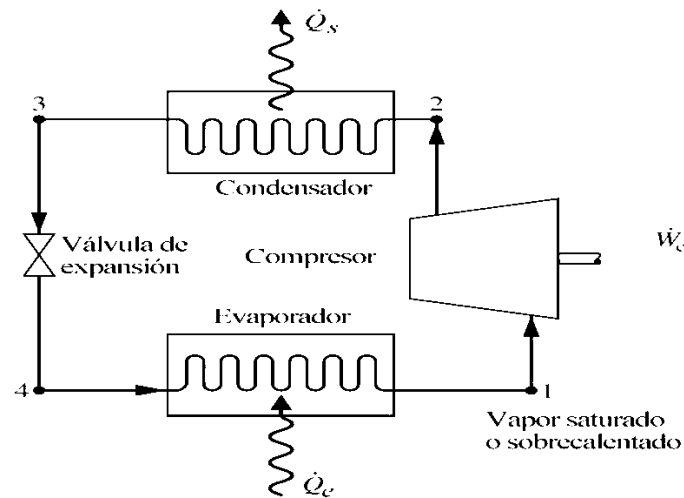 Q̇s
3
2
Condensador
Válvula de
expansión
Compresor
Ẇc
Evaporador
4
1
Vapor saturado
o sobrecalentado
Q̇e